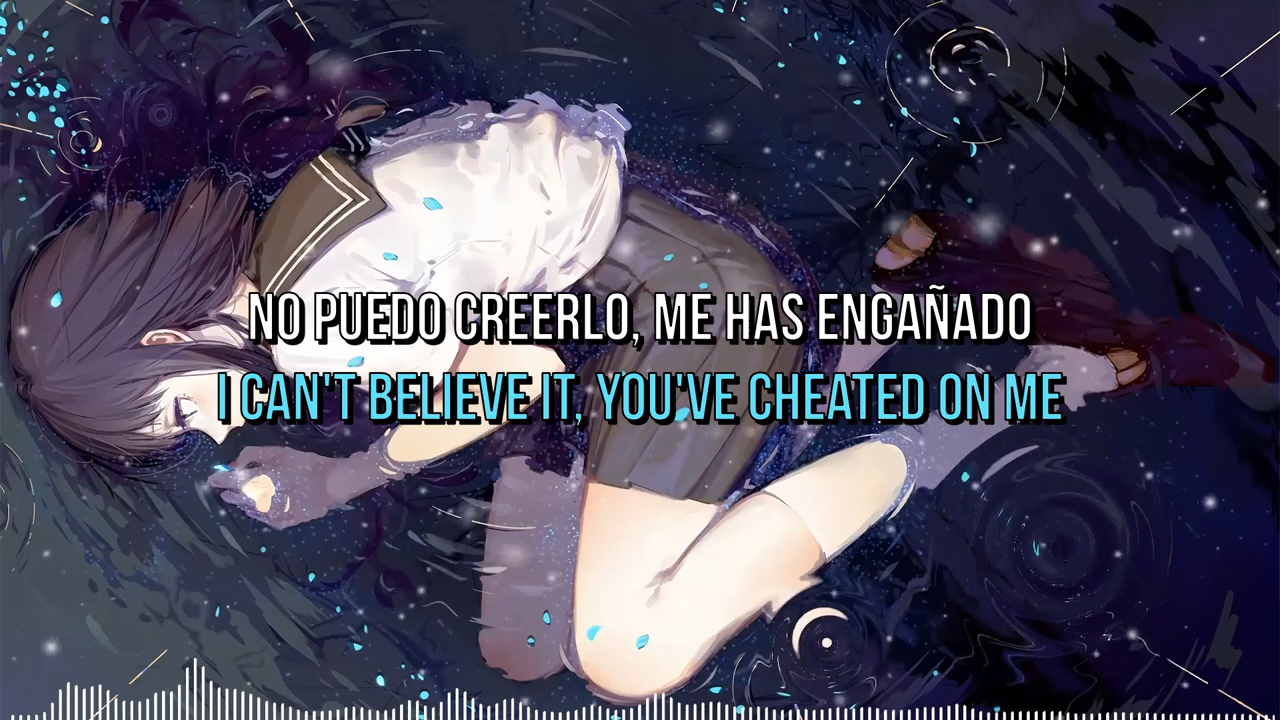 NO PUEDO CREERLO, ME HAS ENGAÑADO
I CAN'T BELIEVE IT, YOU'VE CHEATED ON ME